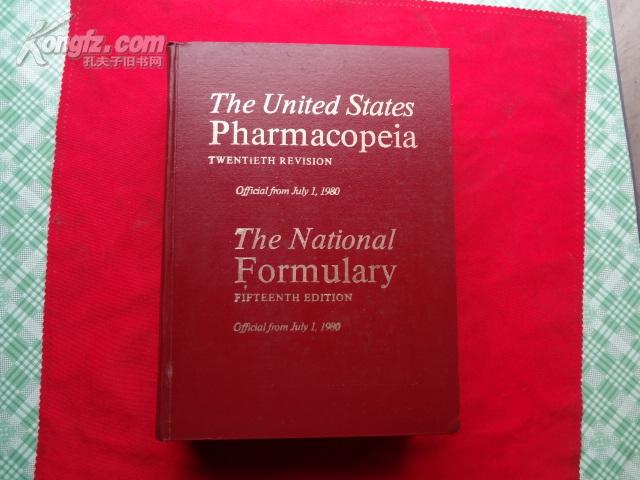 Kongfz.com
孔夫子旧书网
The United States
Pharmacopeia
TWENTIETH REVISION
Official from July 1, 1980
The National
Formulary
FIFTEENTH EDITION
Official from July 1, 1980